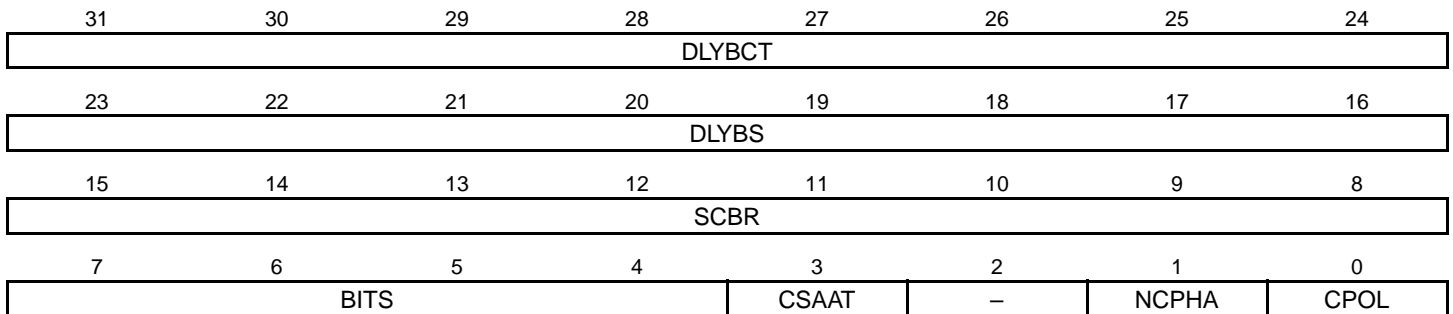 31 30 29 28 27 26 25 24
DLYBCT
23 22 21 20 19 18 17 16
DLYBS
15 14 13 12 11 10 9 8
SCBR
7 6 5 4 3 2 1 0
BITS CSAAT – NCPHA CPOL